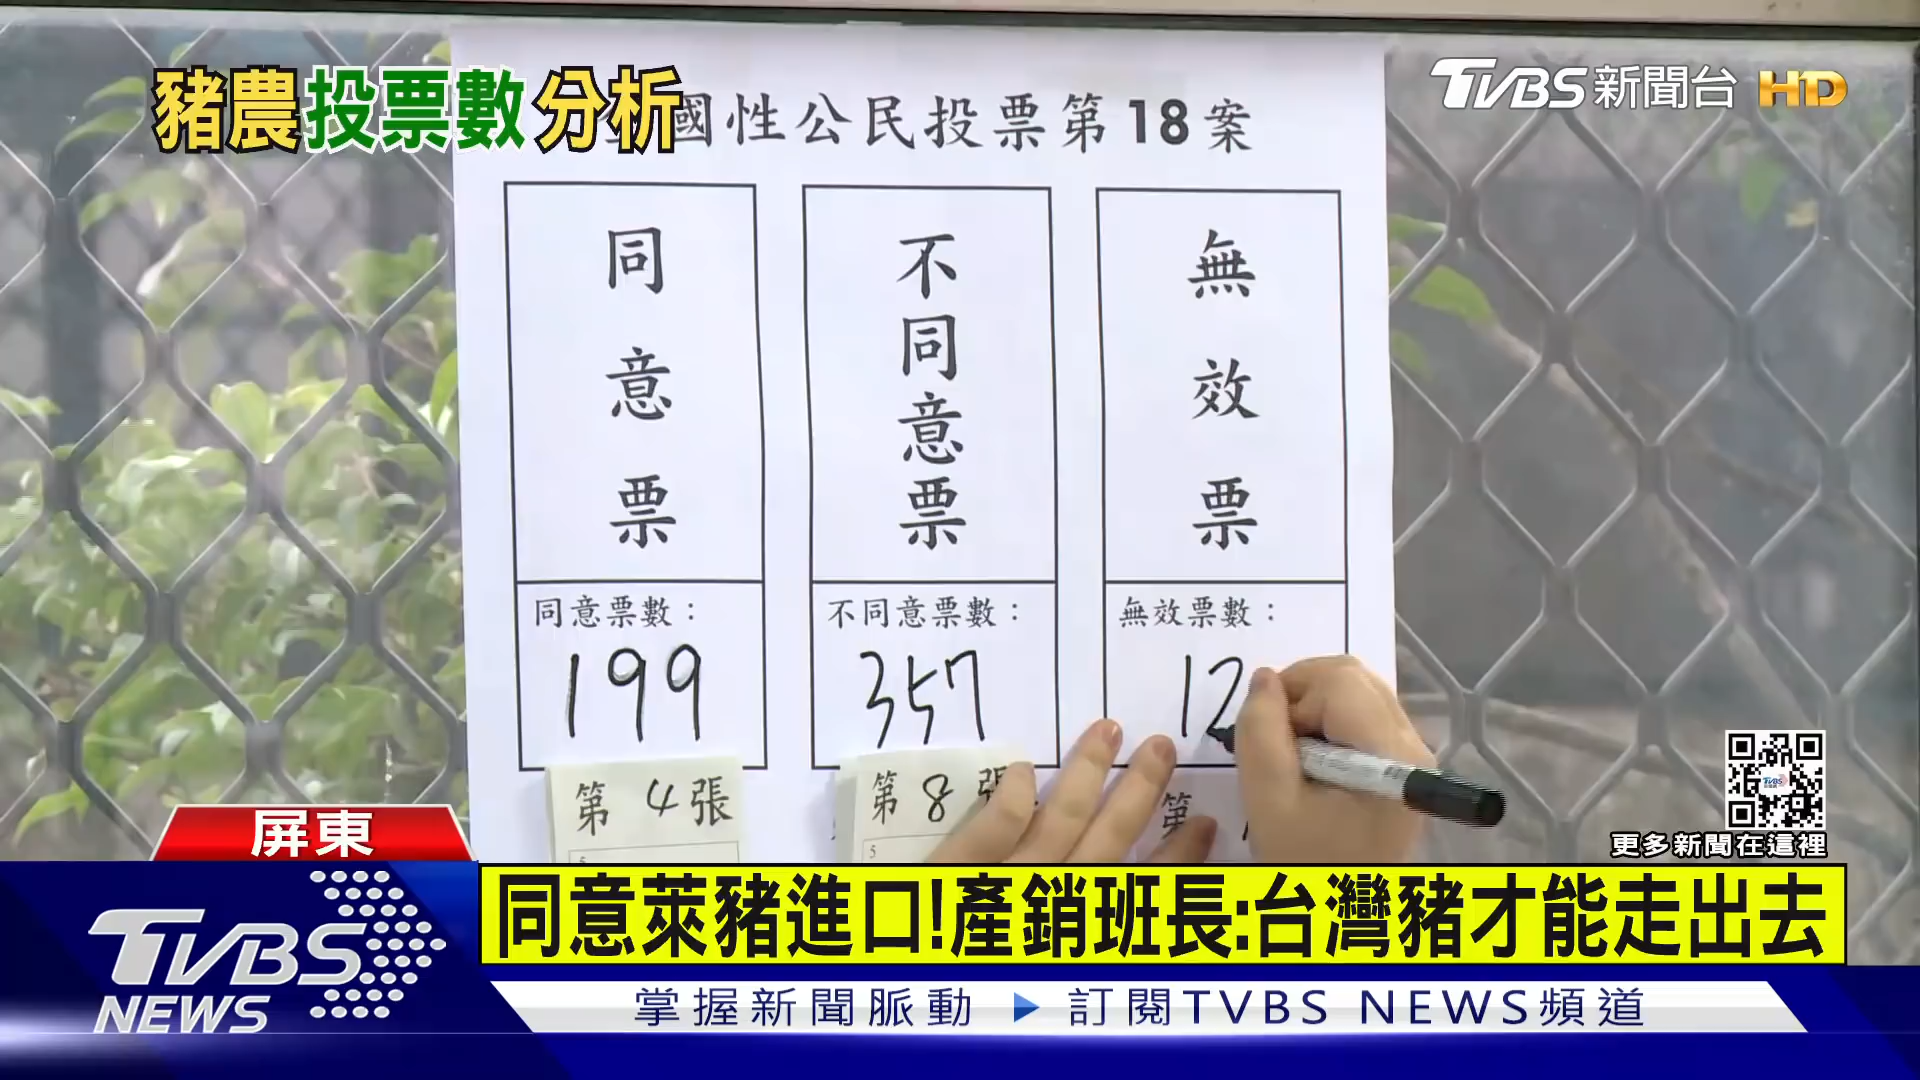 豬農投票數分析
國性公民投票第18案
TVBS新聞台 HD
同意票
不同意票
無效票
同意票數：
不同意票數：
無效票數：
199
357
12
第4張
第8張
第
5
5
更多新聞在這裡
屏東
同意萊豬進口!產銷班長:台灣豬才能走出去
TVBS NEWS
掌握新聞脈動 ▶ 訂閱TVBS NEWS頻道